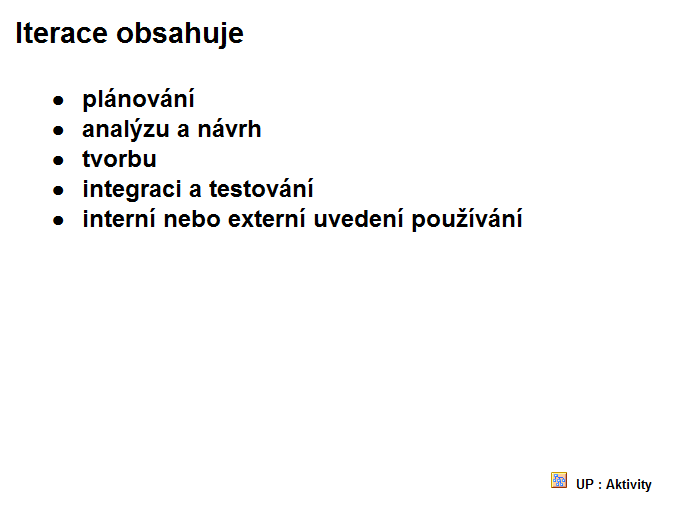 Iterace obsahuje
● plánování
● analýzu a návrh
● tvorbu
● integraci a testování
● interní nebo externí uvedení používání
UP : Aktivity